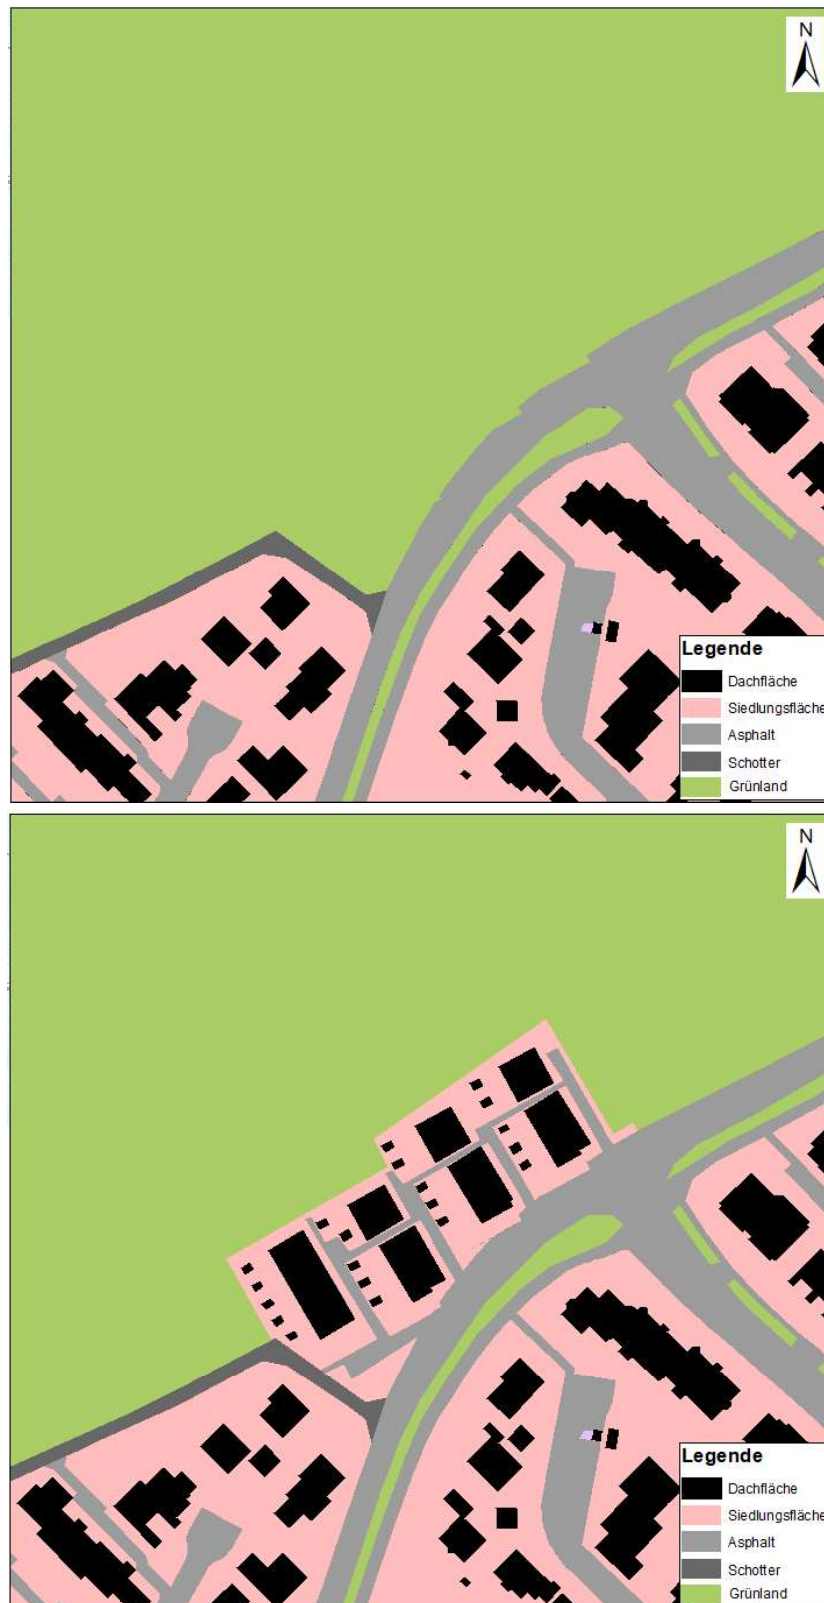 N
Legende
Dachfläche
Siedlungsfläche
Asphalt
Schotter
Grünland
N
Legende
Dachfläche
Siedlungsfläche
Asphalt
Schotter
Grünland